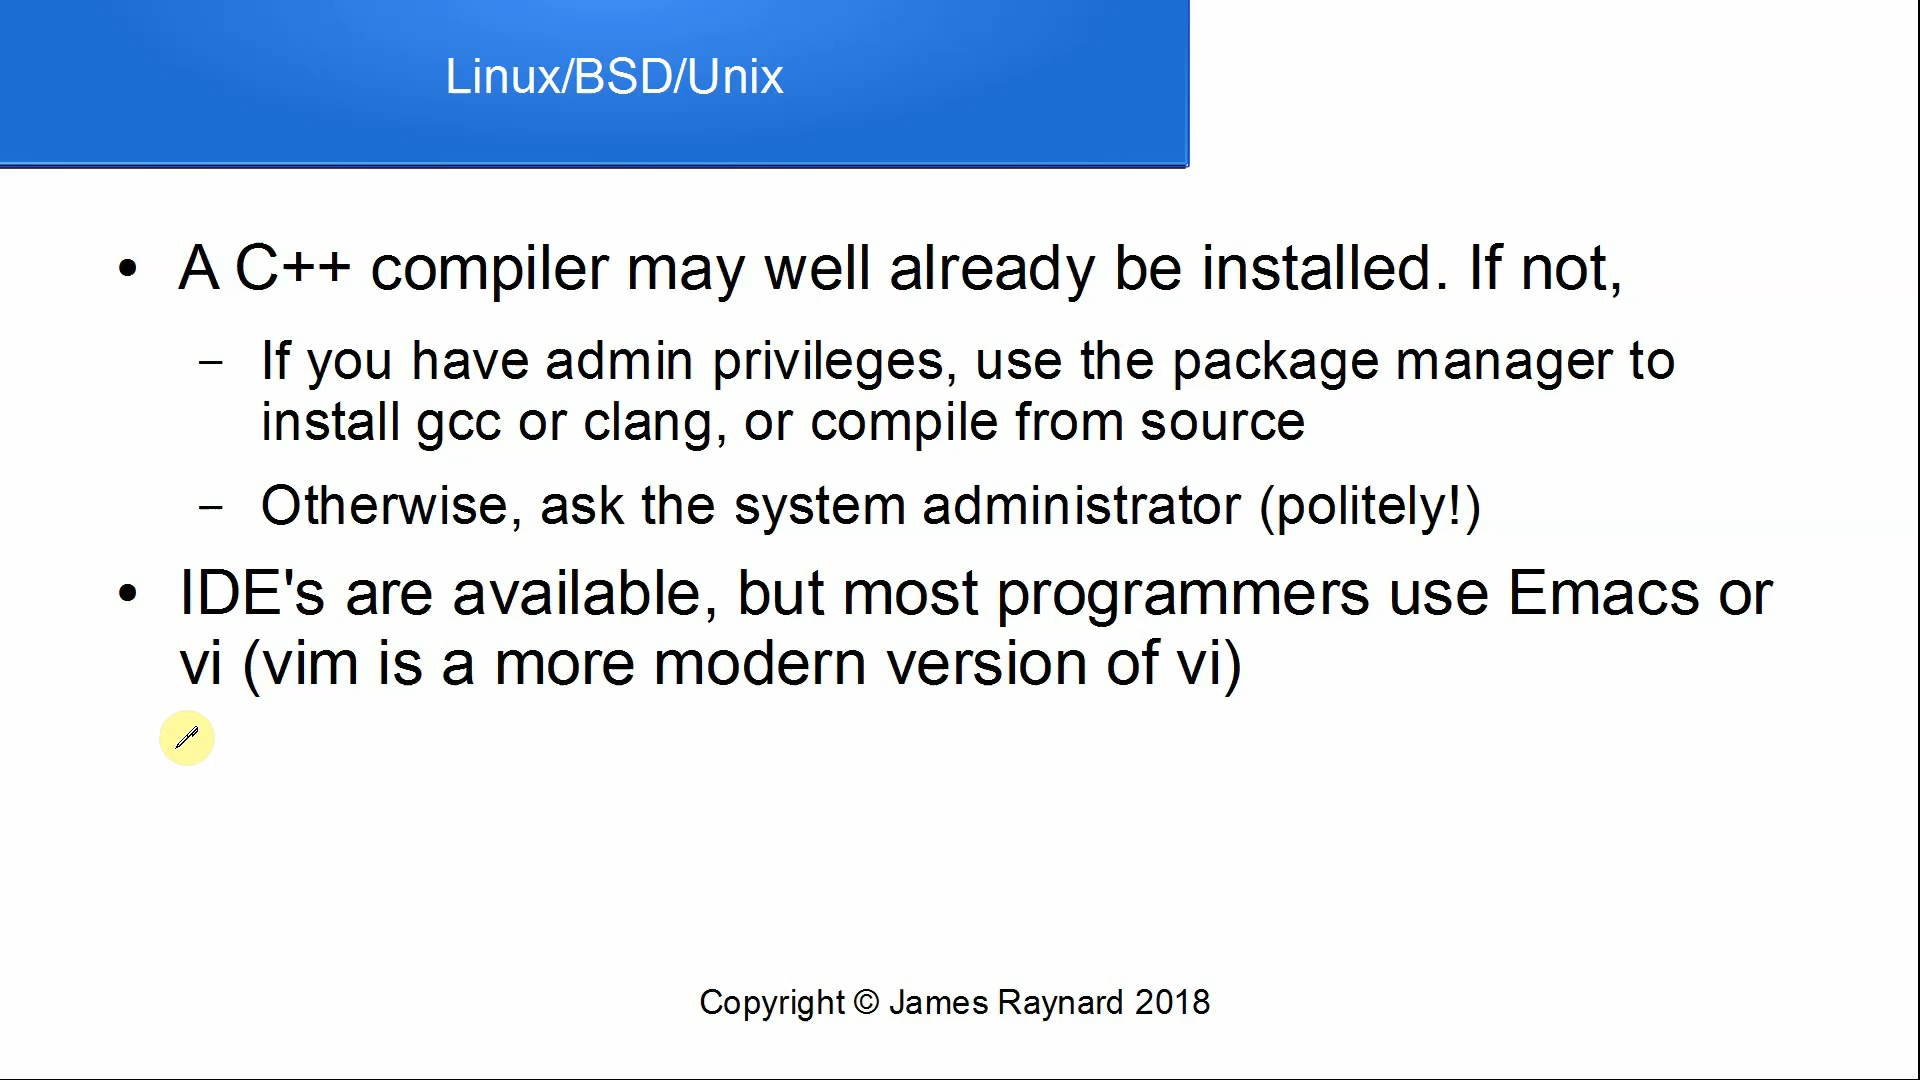 Linux/BSD/Unix
• A C++ compiler may well already be installed. If not,
– If you have admin privileges, use the package manager to
install gcc or clang, or compile from source
– Otherwise, ask the system administrator (politely!)
• IDE's are available, but most programmers use Emacs or
vi (vim is a more modern version of vi)
Copyright © James Raynard 2018